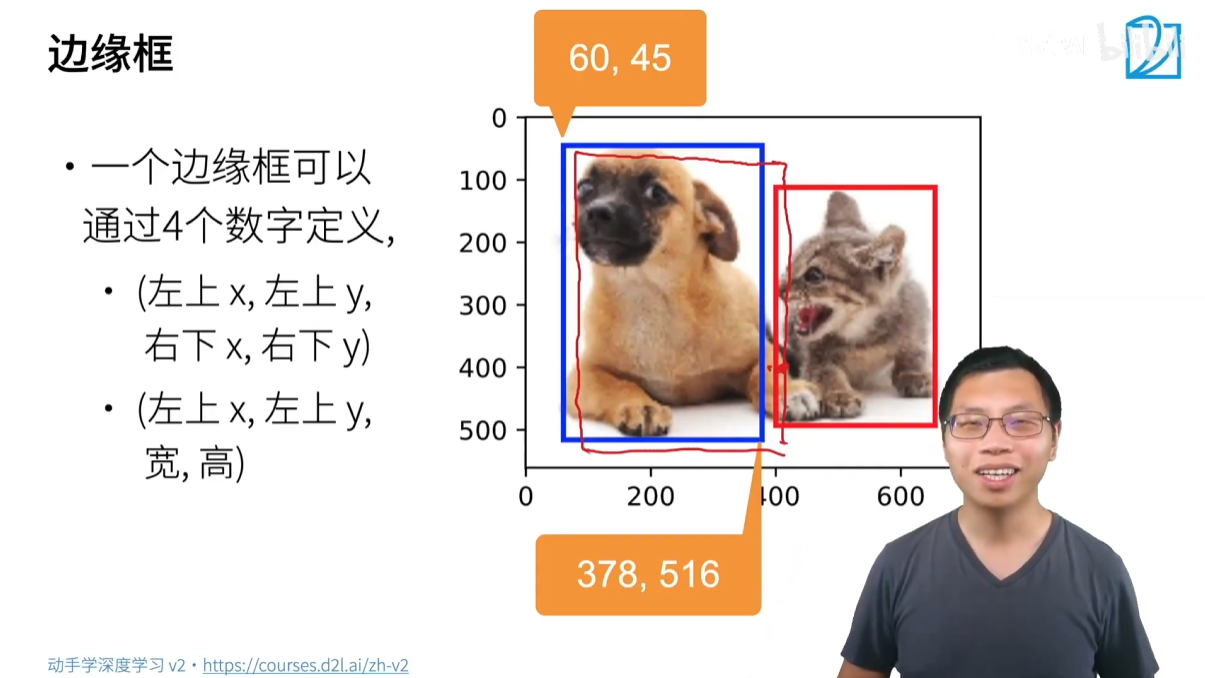 边缘框
60, 45
• 一个边缘框可以
通过4个数字定义,
• (左上 x, 左上 y,
右下 x, 右下 y)
• (左上 x, 左上 y,
宽, 高)
0
100
200
300
400
500
0 200 400 600
378, 516
动手学深度学习 v2 • https://courses.d2l.ai/zh-v2